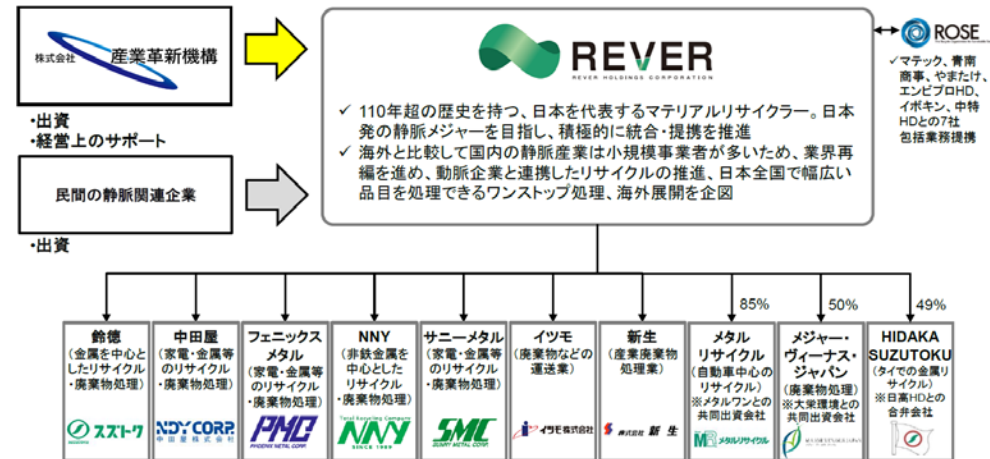 株式会社 産業革新機構
・出資
・経営上のサポート
民間の静脈関連企業
・出資
REVER
REVER HOLDINGS CORPORATION
✓ 110年超の歴史を持つ、日本を代表するマテリアルリサイクラー。日本
発の静脈メジャーを目指し、積極的に統合・提携を推進
✓ 海外と比較して国内の静脈産業は小規模事業者が多いため、業界再
編を進め、動脈企業と連携したリサイクルの推進、日本全国で幅広い
品目を処理できるワンストップ処理、海外展開を企図
ROSE
✓マテック、青南
商事、やまたけ、
エンビプロHD、
イボキン、中特
HDとの7社
包括業務提携
85%
50%
49%
鈴徳
(金属を中心と
したリサイクル
・廃棄物処理)
スズトク
中田屋
(家電・金属等
のリサイクル・
廃棄物処理)
NDY CORP.
中田屋株式会社
フェニックス
メタル
(家電・金属等
のリサイクル
・廃棄物処理)
PMC
PHOENIX METAL CORP.
NNY
(非鉄金属を
中心とした
リサイクル
・廃棄物処理)
Total Recycling Company
NNY
SINCE 1909
サニーメタル
(家電・金属等
のリサイクル
・廃棄物処理)
SMC
SUNNY METAL CORP.
イツモ
(廃棄物などの
運送業)
イツモ株式会社
新生
(産業廃棄物
処理業)
株式会社 新生
メタル
リサイクル
(自動車中心の
リサイクル)
※メタルワンとの
共同出資会社
MR メタルリサイクル
メジャー・
ヴィーナス・
ジャパン
(廃棄物処理)
※大栄環境との
共同出資会社
HIDAKA
SUZUTOKU
(タイでの金属リ
サイクル)
※日高HDとの
合弁会社